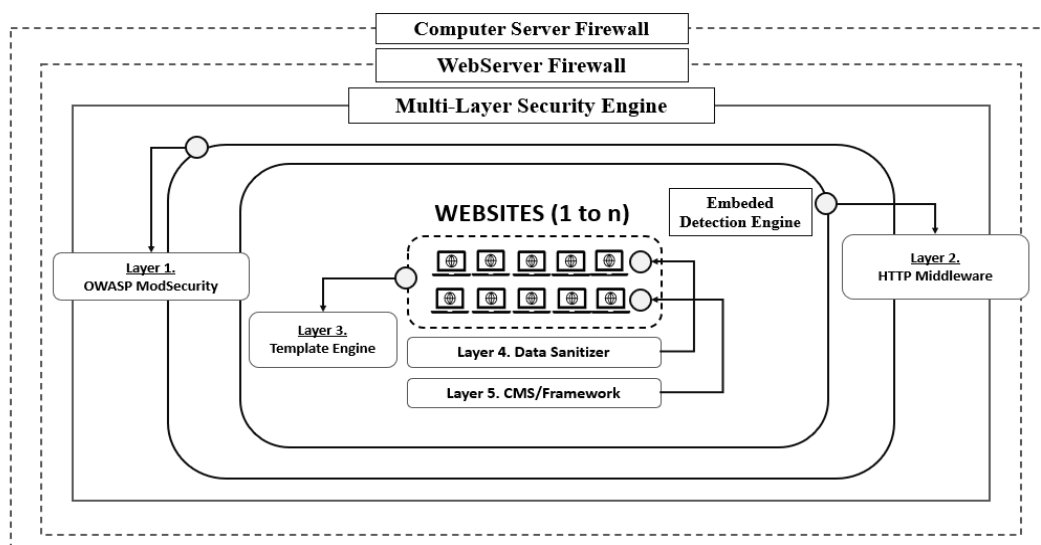 Computer Server Firewall
WebServer Firewall
Multi-Layer Security Engine
WEBSITES (1 to n)
Embeded
Detection Engine
Layer 1.
OWASP ModSecurity
Layer 2.
HTTP Middleware
Layer 3.
Template Engine
Layer 4. Data Sanitizer
Layer 5. CMS/Framework